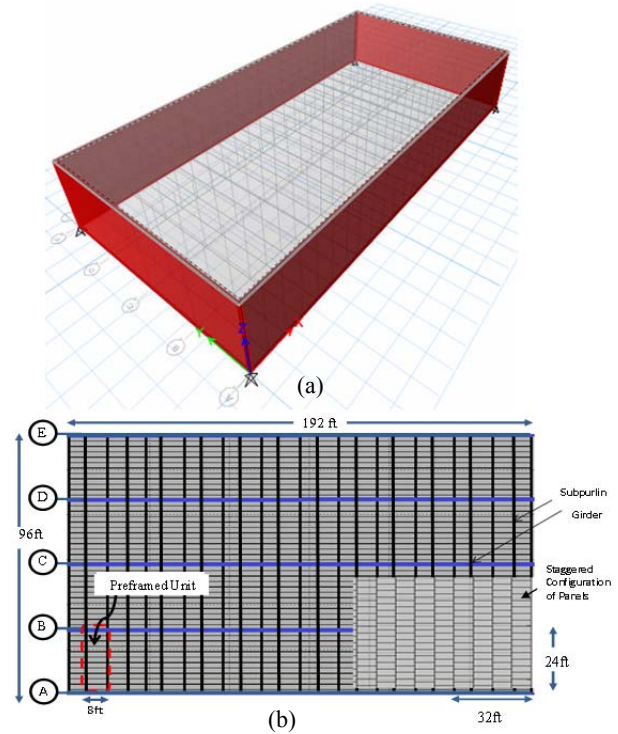 Y
Z
X
(a)
192 ft
E
D
C
B
A
96ft
Subpurlin
Girder
Staggered
Configuration
of Panels
Preframed Unit
24ft
8ft
32ft
(b)